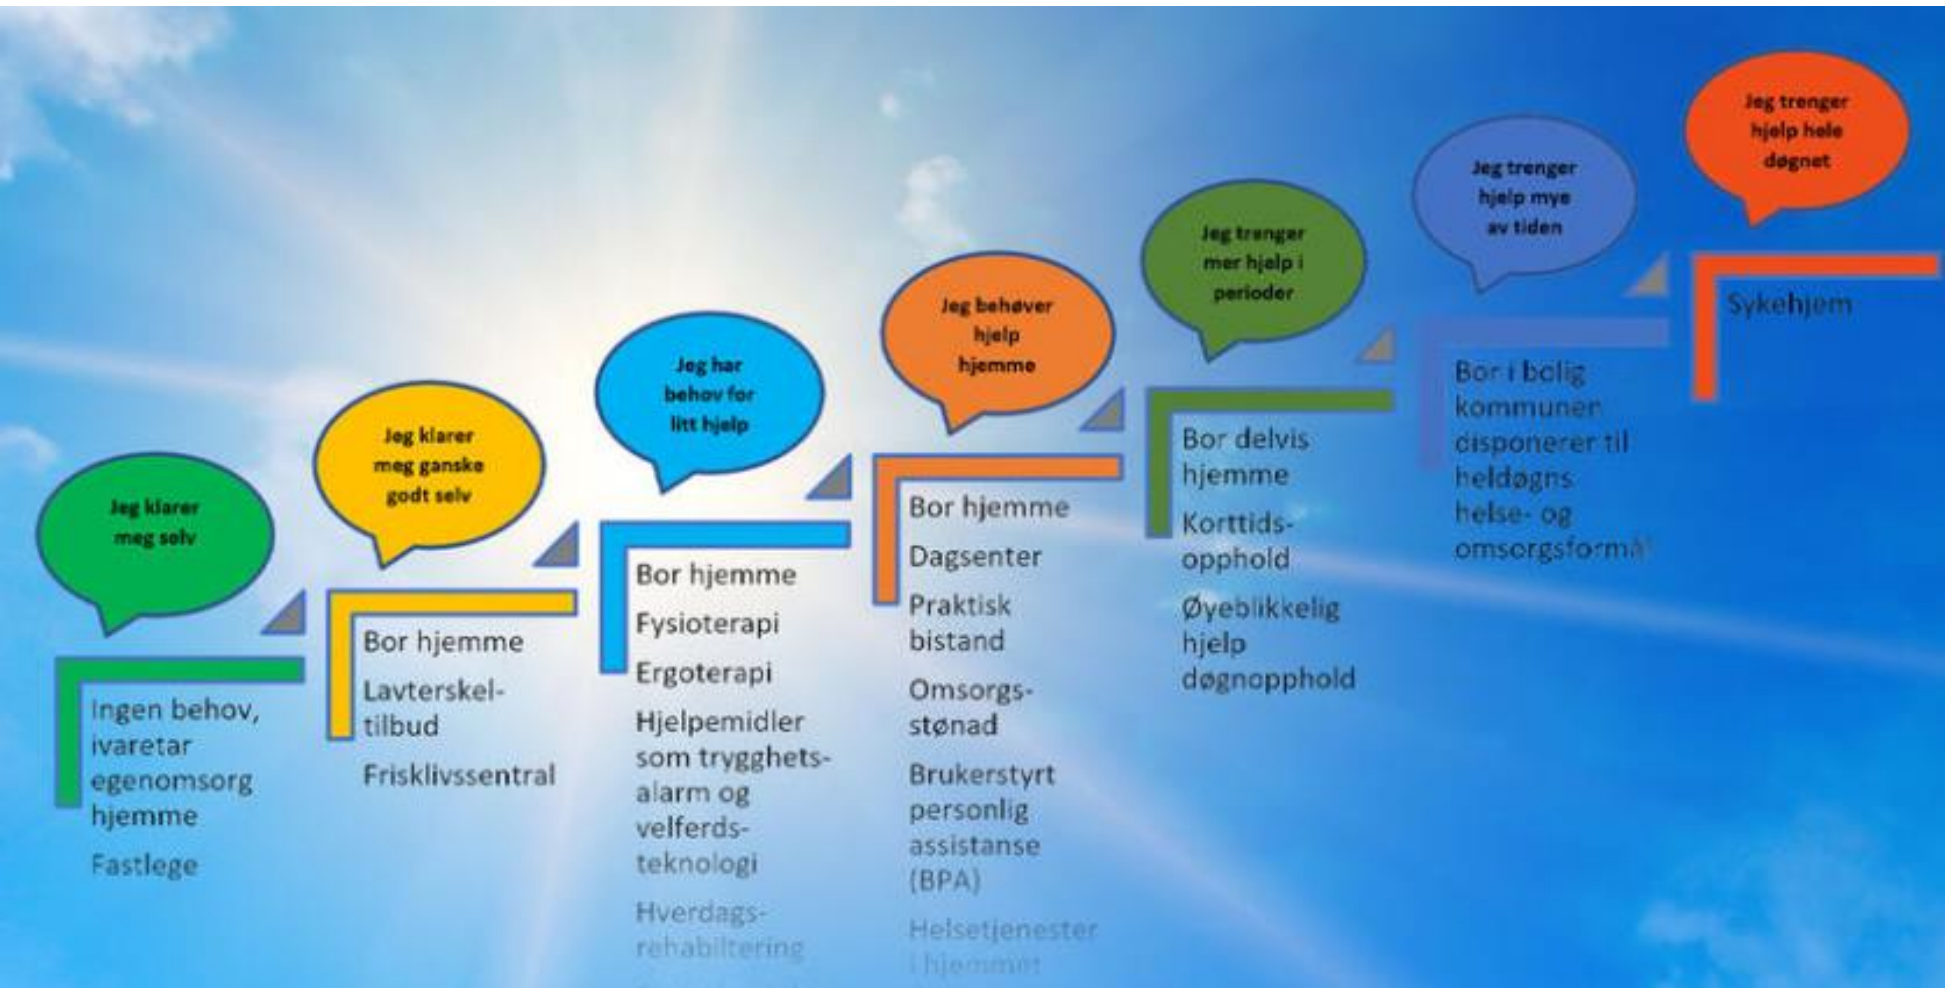 Jeg klarer
meg selv
Ingen behov,
ivaretar
egenomsorg
hjemme
Fastlege
Jeg klarer
meg ganske
godt selv
Bor hjemme
Lavterskel-
tilbud
Frisklivssentral
Jeg har
behov for
litt hjelp
Bor hjemme
Fysioterapi
Ergoterapi
Hjelpemidler
som trygghets-
alarm og
velferds-
teknologi
Hverdags-
rehabiltering
Jeg behøver
hjelp
hjemme
Bor hjemme
Dagsenter
Praktisk
bistand
Omsorgs-
stønad
Brukerstyrt
personlig
assistanse
(BPA)
Helsetjenester
i hjemmet
Jeg trenger
mer hjelp i
perioder
Bor delvis
hjemme
Korttids-
opphold
Øyeblikkelig
hjelp
døgnopphold
Jeg trenger
hjelp mye
av tiden
Bor i bolig
kommunen
disponerer til
heldøgns
helse- og
omsorgsformål
Jeg trenger
hjelp hele
døgnet
Sykehjem